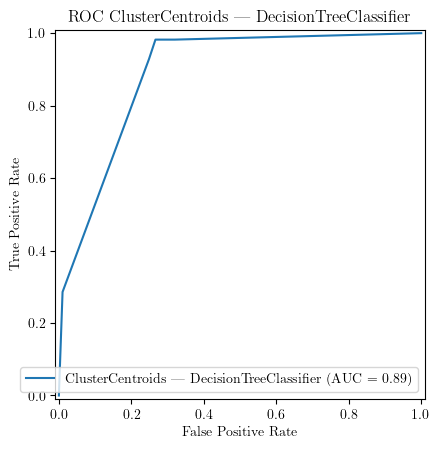 ROC ClusterCentroids — DecisionTreeClassifier
1.0
0.8
0.6
0.4
0.2
0.0
True Positive Rate
ClusterCentroids — DecisionTreeClassifier (AUC = 0.89)
0.0 0.2 0.4 0.6 0.8 1.0
False Positive Rate